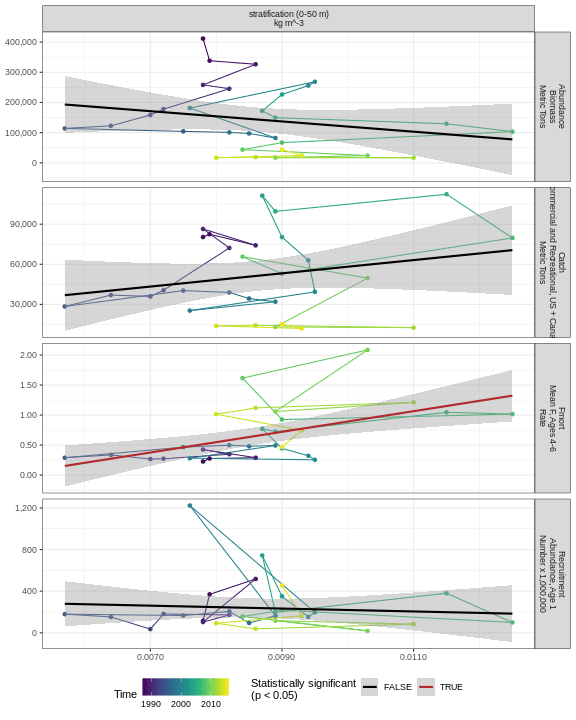 stratification (0-50 m)
kg m^-3
400,000
300,000
200,000
100,000
0
Abundance
Biomass
Metric Tons
90,000
60,000
30,000
Catch
ommercial and Recreational, US + Cana
Metric Tons
2.00
1.50
1.00
0.50
0.00
Fmort
Mean F, Ages 4-6
Rate
1,200
800
400
0
Recruitment
Abundance, Age 1
Number x 1,000,000
0.0070
0.0090
0.0110
Time
1990
2000
2010
Statistically significant
(p < 0.05)
FALSE
TRUE